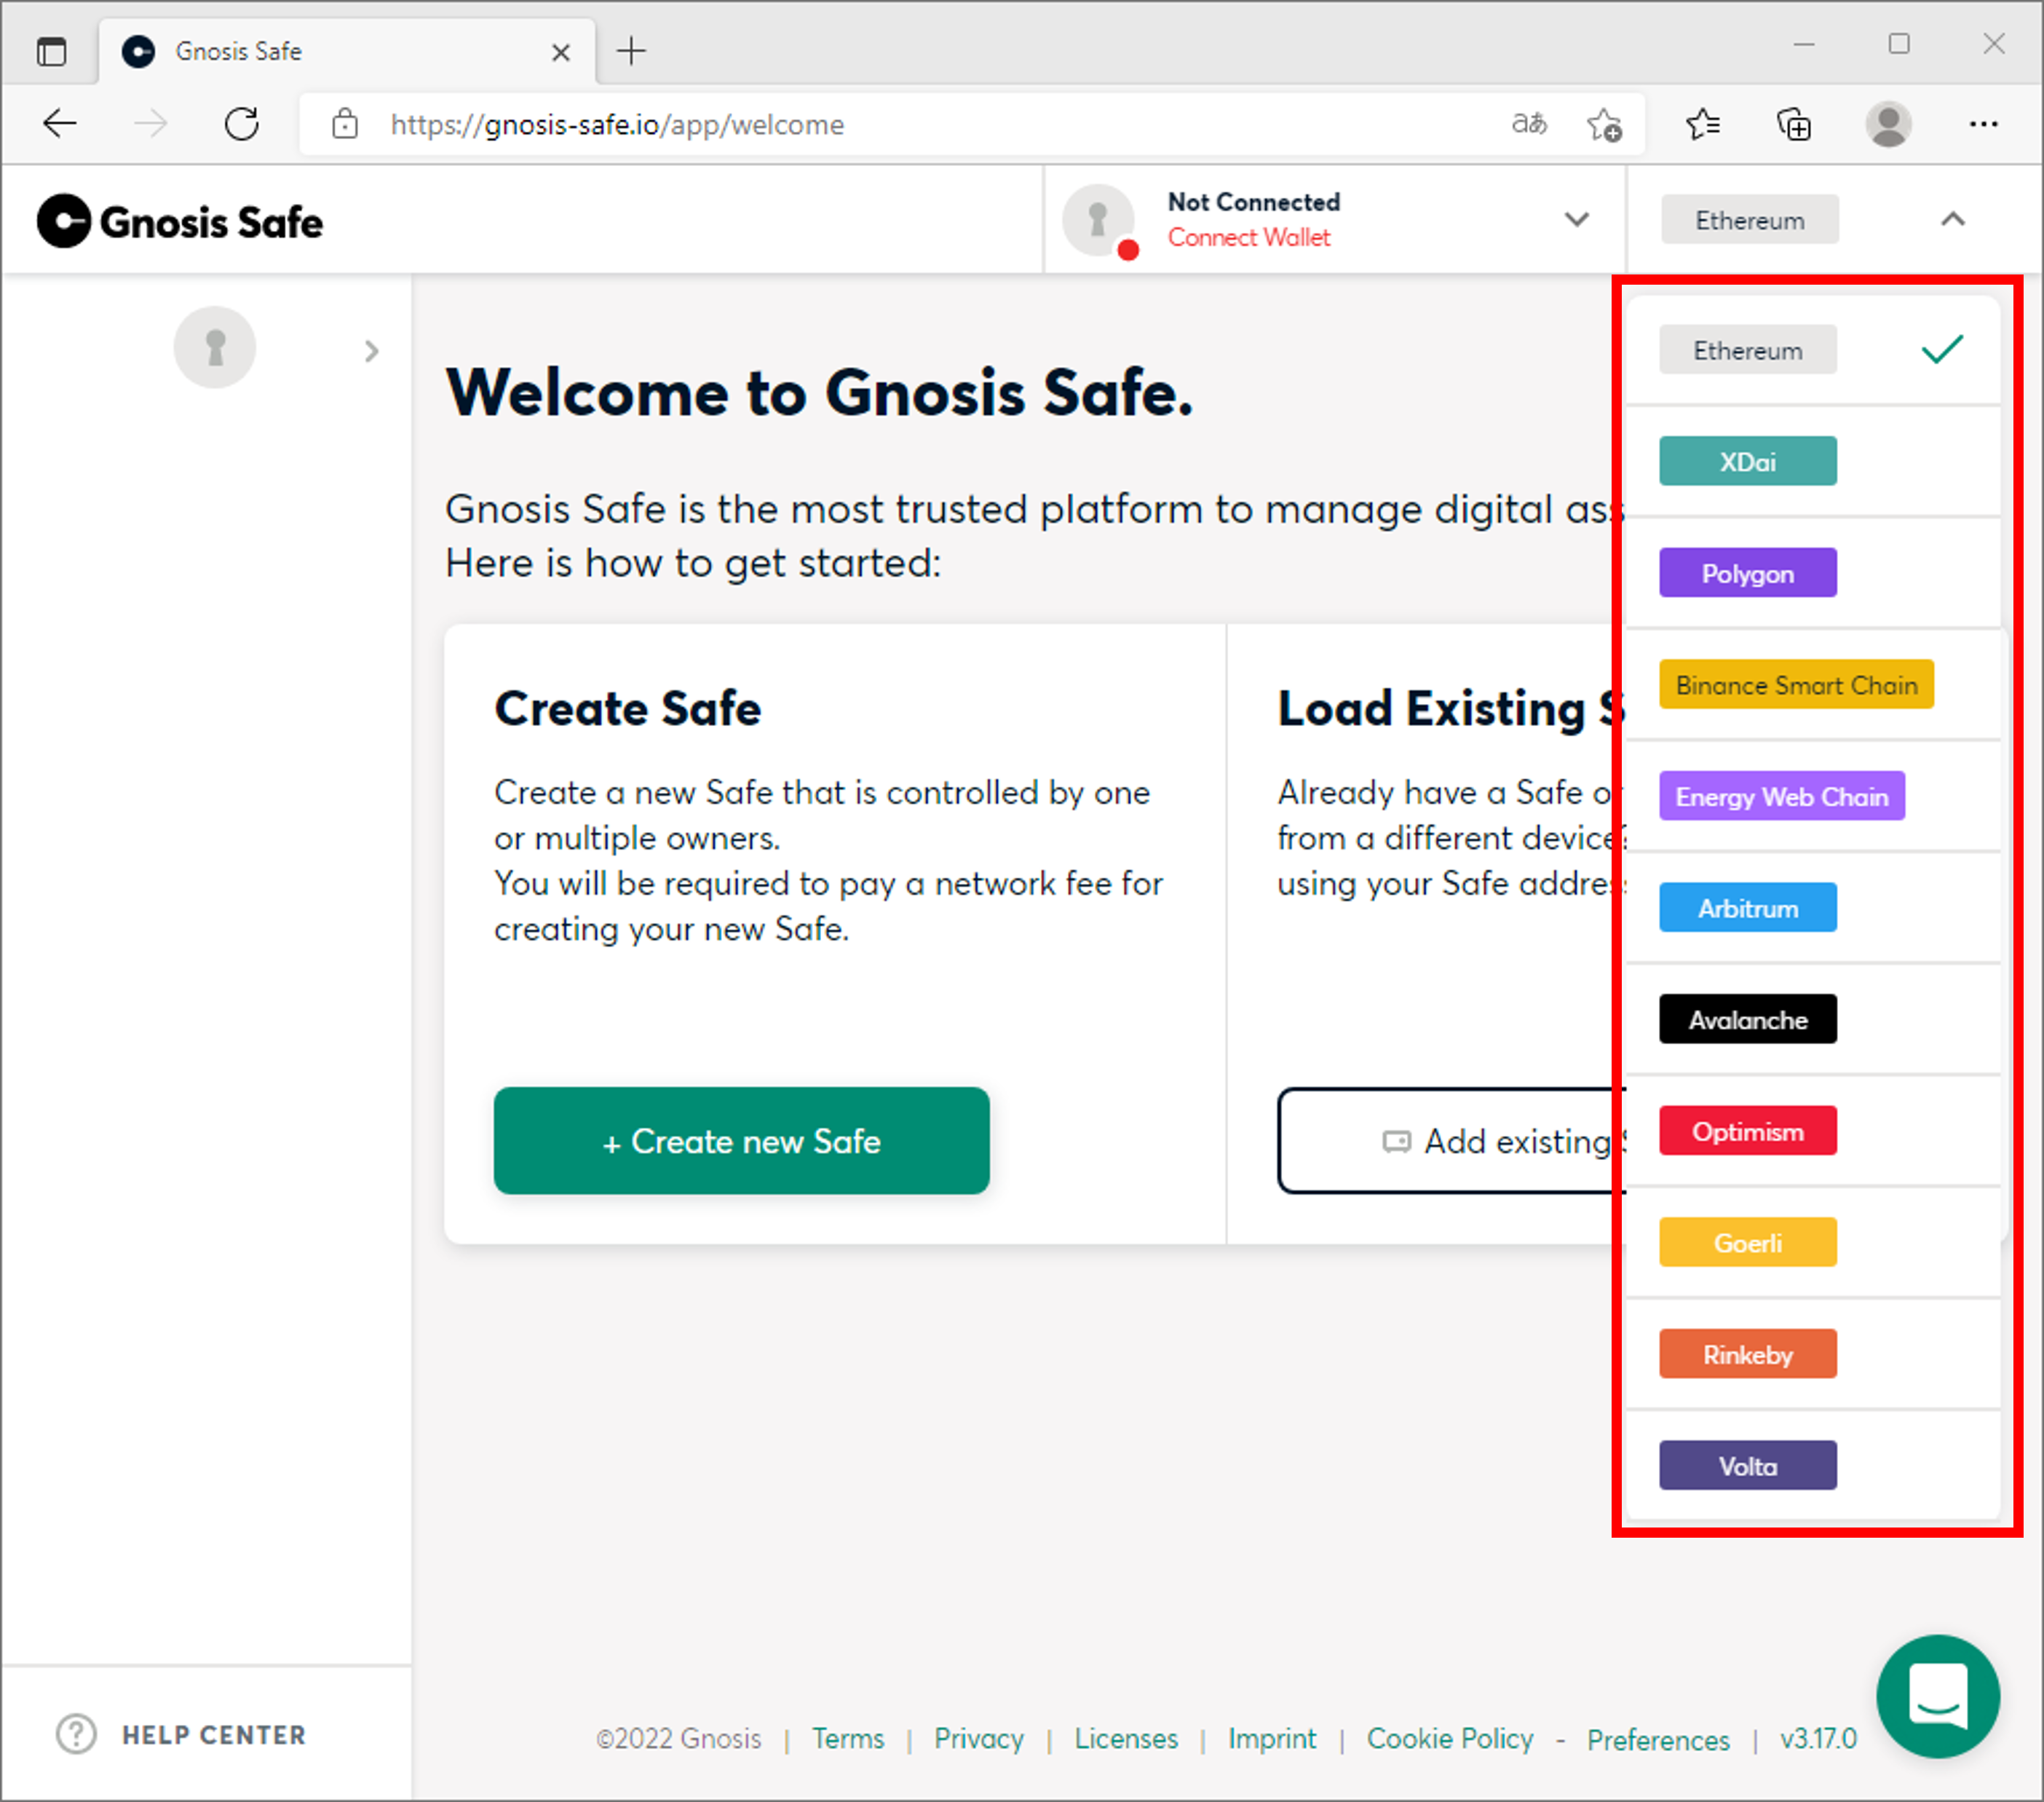 Gnosis Safe
https://gnosis-safe.io/app/welcome
aあ
Gnosis Safe
Not Connected
Connect Wallet
Ethereum
Welcome to Gnosis Safe.
Gnosis Safe is the most trusted platform to manage digital ass
Here is how to get started:
Create Safe
Create a new Safe that is controlled by one
or multiple owners.
You will be required to pay a network fee for
creating your new Safe.
+ Create new Safe
Load Existing S
Already have a Safe or
from a different device?
using your Safe address
Add existing S
Ethereum
XDai
Polygon
Binance Smart Chain
Energy Web Chain
Arbitrum
Avalanche
Optimism
Goerli
Rinkeby
Volta
HELP CENTER
©2022 Gnosis | Terms | Privacy | Licenses | Imprint | Cookie Policy - Preferences | v3.17.0